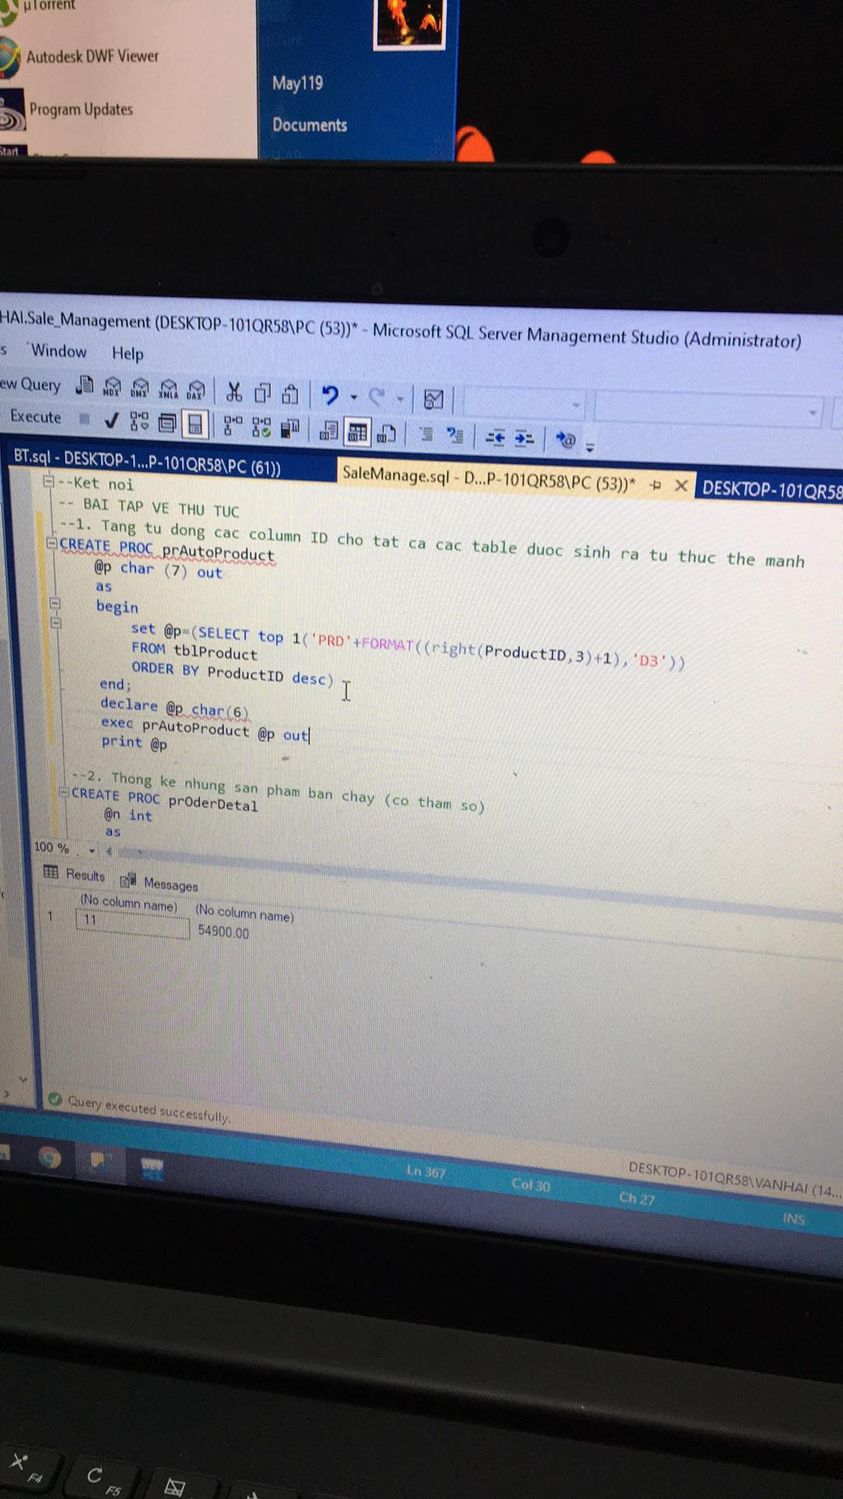 µTorrent
Autodesk DWF Viewer
Program Updates
Start
May119
Documents
HAI.Sale_Management (DESKTOP-101QR58\PC (53))* - Microsoft SQL Server Management Studio (Administrator)
s Window Help
ew Query MDX DMX XMLA DAX
Execute
BT.sql - DESKTOP-1...P-101QR58\PC (61)) SaleManage.sql - D...P-101QR58\PC (53))* DESKTOP-101QR58
--Ket noi
-- BAI TAP VE THU TUC
--1. Tang tu dong cac column ID cho tat ca cac table duoc sinh ra tu thuc the manh
CREATE PROC prAutoProduct
@p char (7) out
as
begin
set @p=(SELECT top 1('PRD'+FORMAT((right(ProductID,3)+1),'D3'))
FROM tblProduct
ORDER BY ProductID desc)
end;
declare @p char(6)
exec prAutoProduct @p out
print @p
--2. Thong ke nhung san pham ban chay (co tham so)
CREATE PROC prOderDetal
@n int
as
100 %
Results Messages
(No column name) (No column name)
1 11 54900.00
Query executed successfully.
DESKTOP-101QR58\VANHAI (14...
Ln 367 Col 30 Ch 27 INS
F4
C F5